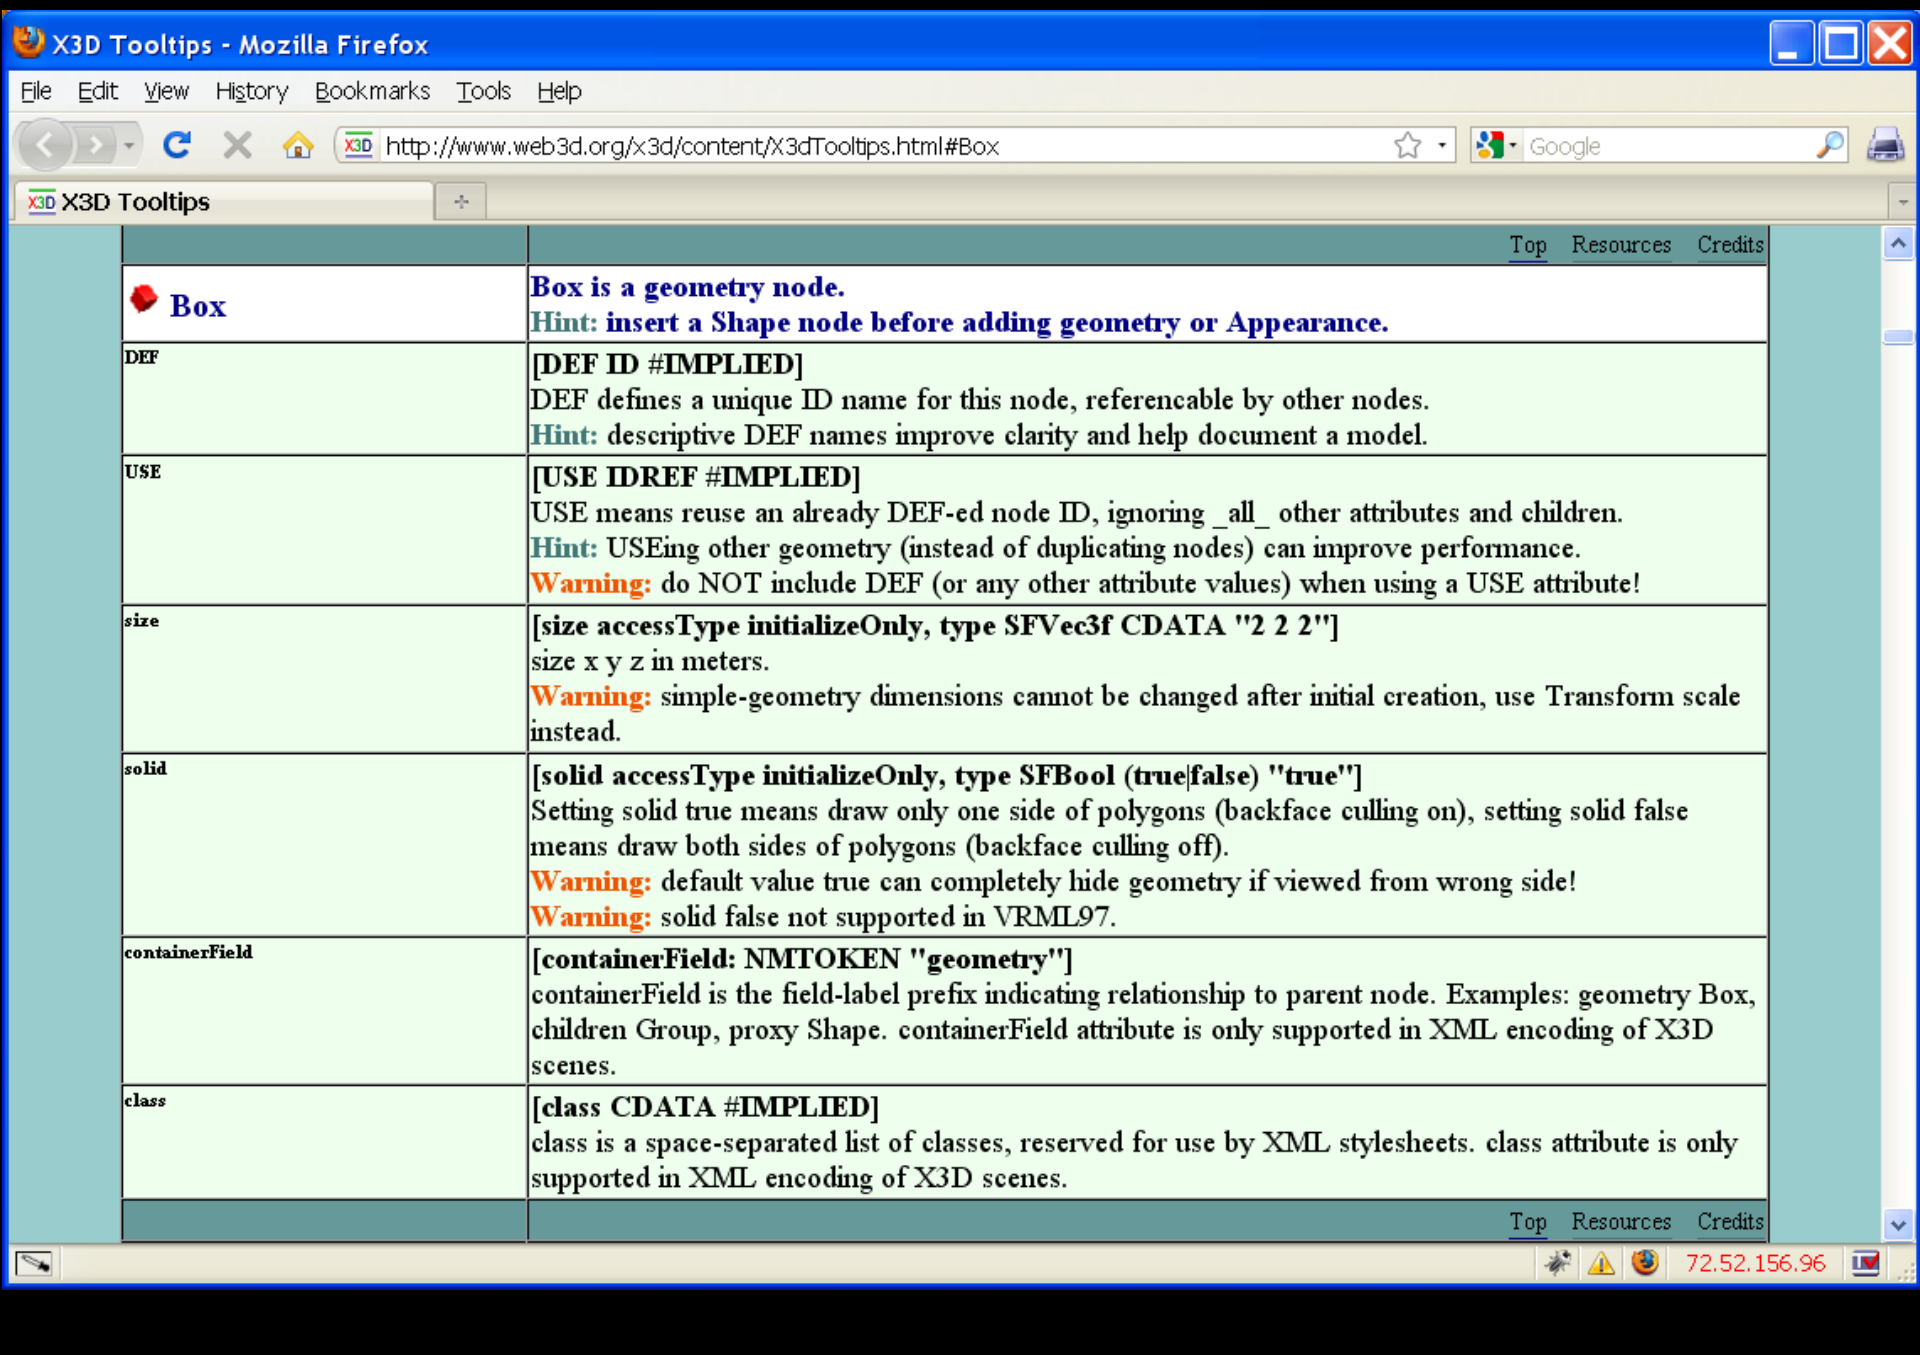 X3D Tooltips - Mozilla Firefox
File Edit View History Bookmarks Tools Help
X3D http://www.web3d.org/x3d/content/X3dTooltips.html#Box Google
X3D X3D Tooltips
Top Resources Credits
Box
Box is a geometry node.
Hint: insert a Shape node before adding geometry or Appearance.
DEF
[DEF ID #IMPLIED]
DEF defines a unique ID name for this node, referencable by other nodes.
Hint: descriptive DEF names improve clarity and help document a model.
USE
[USE IDREF #IMPLIED]
USE means reuse an already DEF-ed node ID, ignoring _all_ other attributes and children.
Hint: USEing other geometry (instead of duplicating nodes) can improve performance.
Warning: do NOT include DEF (or any other attribute values) when using a USE attribute!
size
[size accessType initializeOnly, type SFVec3f CDATA "2 2 2"]
size x y z in meters.
Warning: simple-geometry dimensions cannot be changed after initial creation, use Transform scale
instead.
solid
[solid accessType initializeOnly, type SFBool (true|false) "true"]
Setting solid true means draw only one side of polygons (backface culling on), setting solid false
means draw both sides of polygons (backface culling off).
Warning: default value true can completely hide geometry if viewed from wrong side!
Warning: solid false not supported in VRML97.
containerField
[containerField: NMTOKEN "geometry"]
containerField is the field-label prefix indicating relationship to parent node. Examples: geometry Box,
children Group, proxy Shape. containerField attribute is only supported in XML encoding of X3D
scenes.
class
[class CDATA #IMPLIED]
class is a space-separated list of classes, reserved for use by XML stylesheets. class attribute is only
supported in XML encoding of X3D scenes.
Top Resources Credits
72.52.156.96